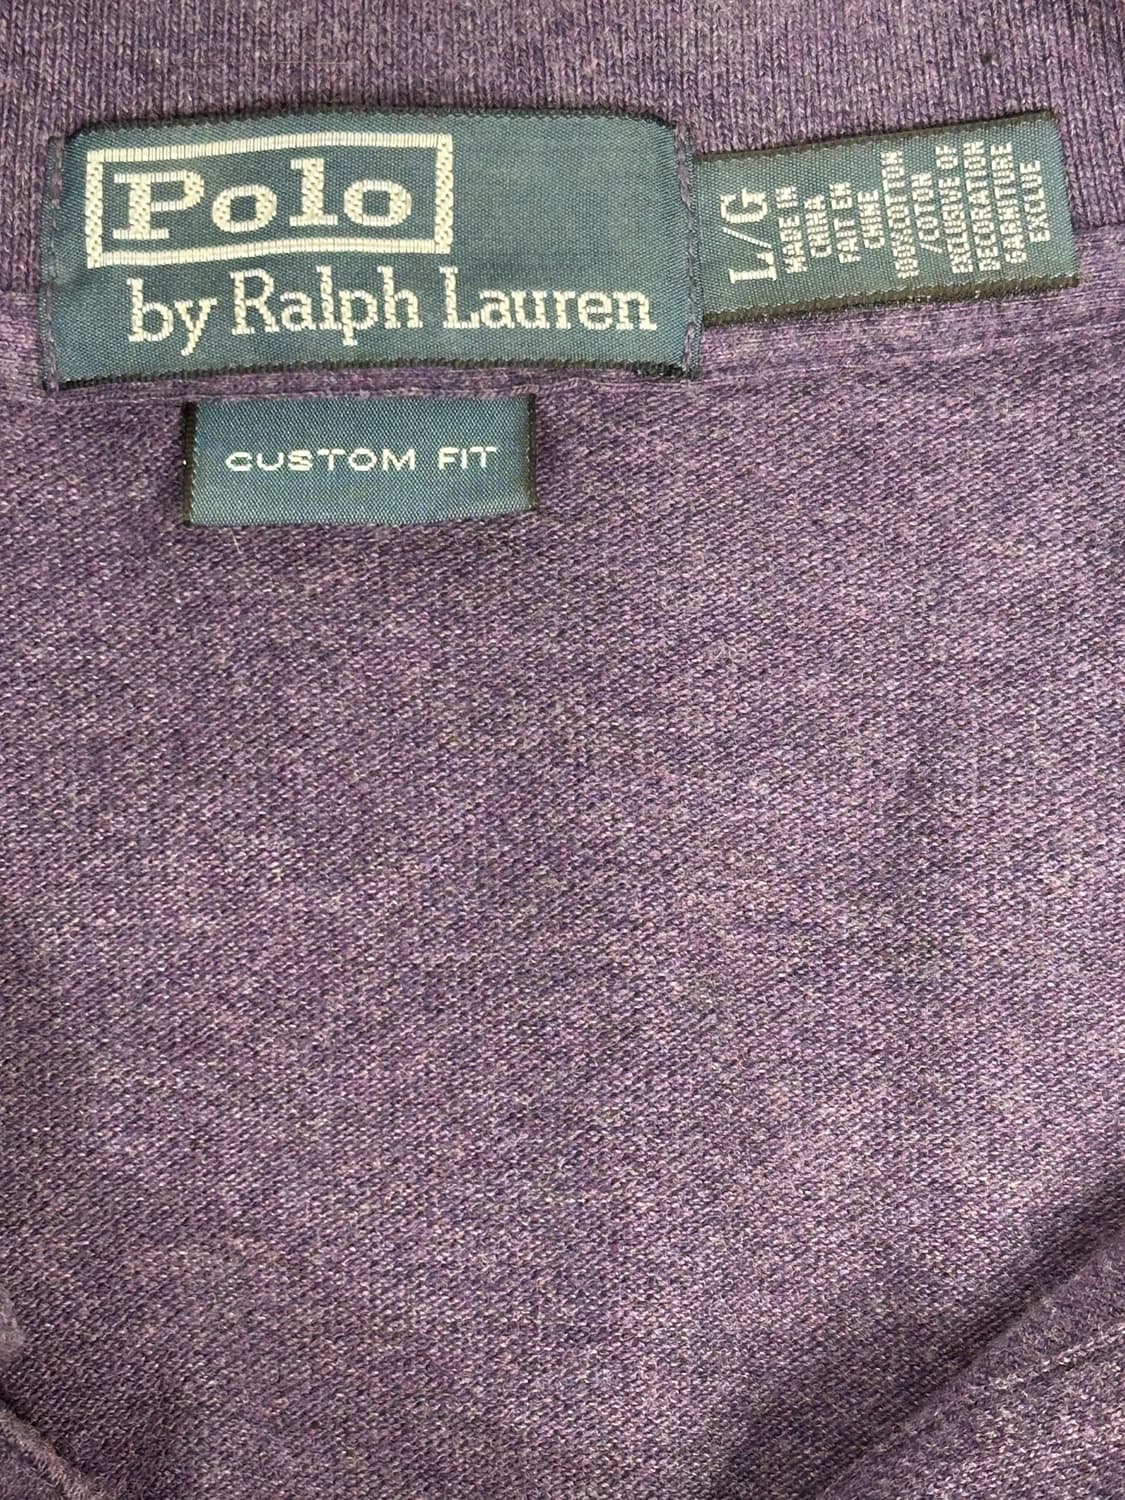 Polo
by Ralph Lauren
L/G
MADE IN
CHINA
FAIT EN
CHINE
100% COTTON
/COTON
EXCLUSIVE OF
DECORATION
GARNITURE
EXCLUE
CUSTOM FIT